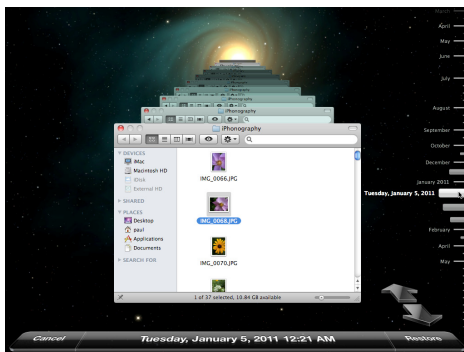 March
April
May
June
July
August
September
October
December
January 2011
Tuesday, January 5, 2011
February
April
May
iPhonography
iPhonography
DEVICES
iMac
Macintosh HD
iDisk
External HD
SHARED
PLACES
Desktop
paul
Applications
Documents
SEARCH FOR
IMG_0066.JPG
IMG_0068.JPG
IMG_0070.JPG
1 of 37 selected, 10.84 GB available
Cancel
Tuesday, January 5, 2011 12:21 AM
Restore